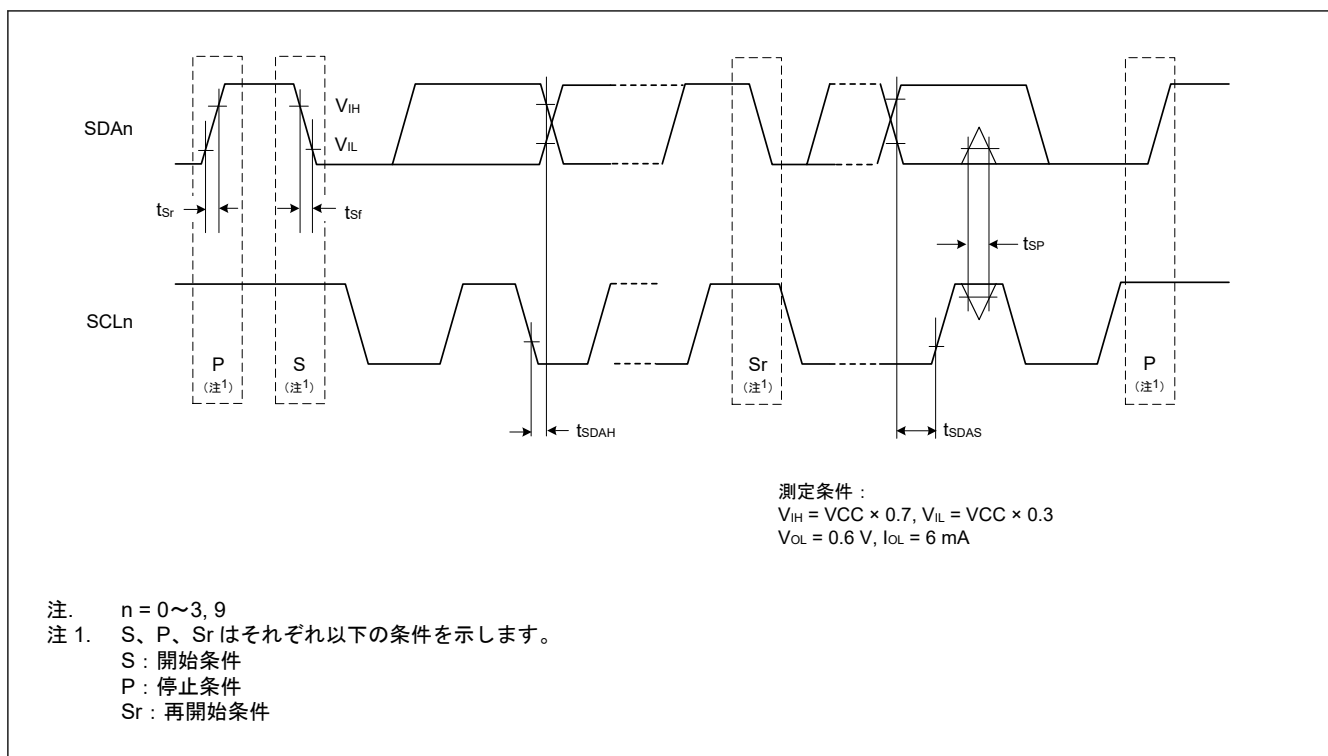 SDAn
VIH
VIL
tSr
tSf
tSP
SCLn
P
（注1）
S
（注1）
Sr
（注1）
P
（注1）
tSDAH
tSDAS
測定条件：
VIH = VCC × 0.7, VIL = VCC × 0.3
VOL = 0.6 V, IOL = 6 mA
注. n = 0～3, 9
注 1. S、P、Sr はそれぞれ以下の条件を示します。
S：開始条件
P：停止条件
Sr：再開始条件